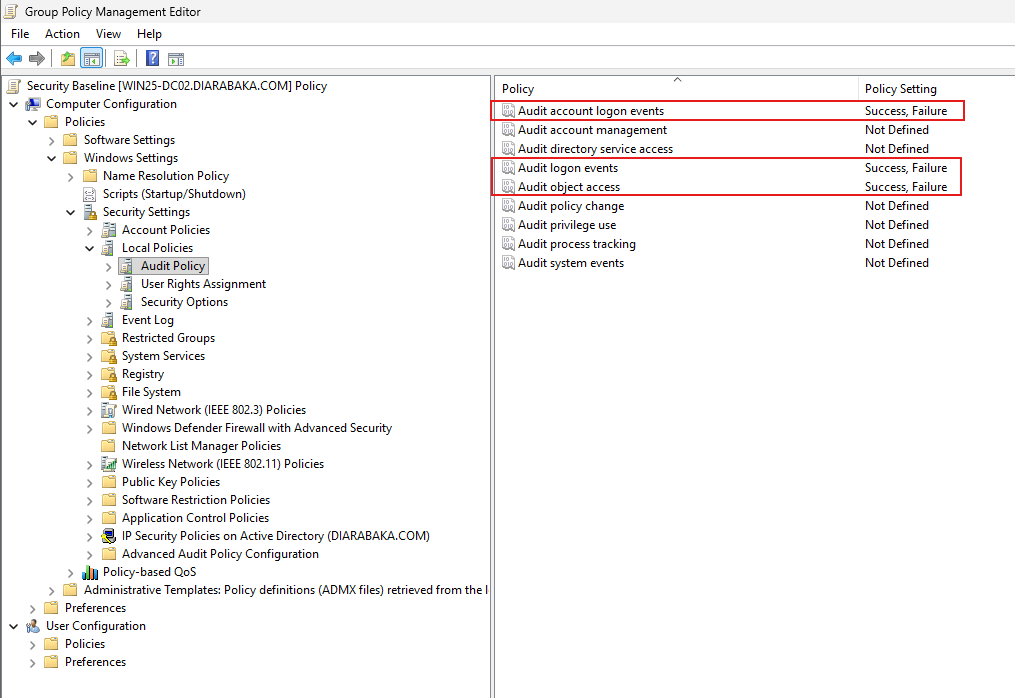 Group Policy Management Editor
File Action View Help
Security Baseline [WIN25-DC02.DIARABAKA.COM] Policy
Computer Configuration
Policies
Software Settings
Windows Settings
Name Resolution Policy
Scripts (Startup/Shutdown)
Security Settings
Account Policies
Local Policies
Audit Policy
User Rights Assignment
Security Options
Event Log
Restricted Groups
System Services
Registry
File System
Wired Network (IEEE 802.3) Policies
Windows Defender Firewall with Advanced Security
Network List Manager Policies
Wireless Network (IEEE 802.11) Policies
Public Key Policies
Software Restriction Policies
Application Control Policies
IP Security Policies on Active Directory (DIARABAKA.COM)
Advanced Audit Policy Configuration
Policy-based QoS
Administrative Templates: Policy definitions (ADMX files) retrieved from the l
Preferences
User Configuration
Policies
Preferences
Policy Policy Setting
Audit account logon events Success, Failure
Audit account management Not Defined
Audit directory service access Not Defined
Audit logon events Success, Failure
Audit object access Success, Failure
Audit policy change Not Defined
Audit privilege use Not Defined
Audit process tracking Not Defined
Audit system events Not Defined